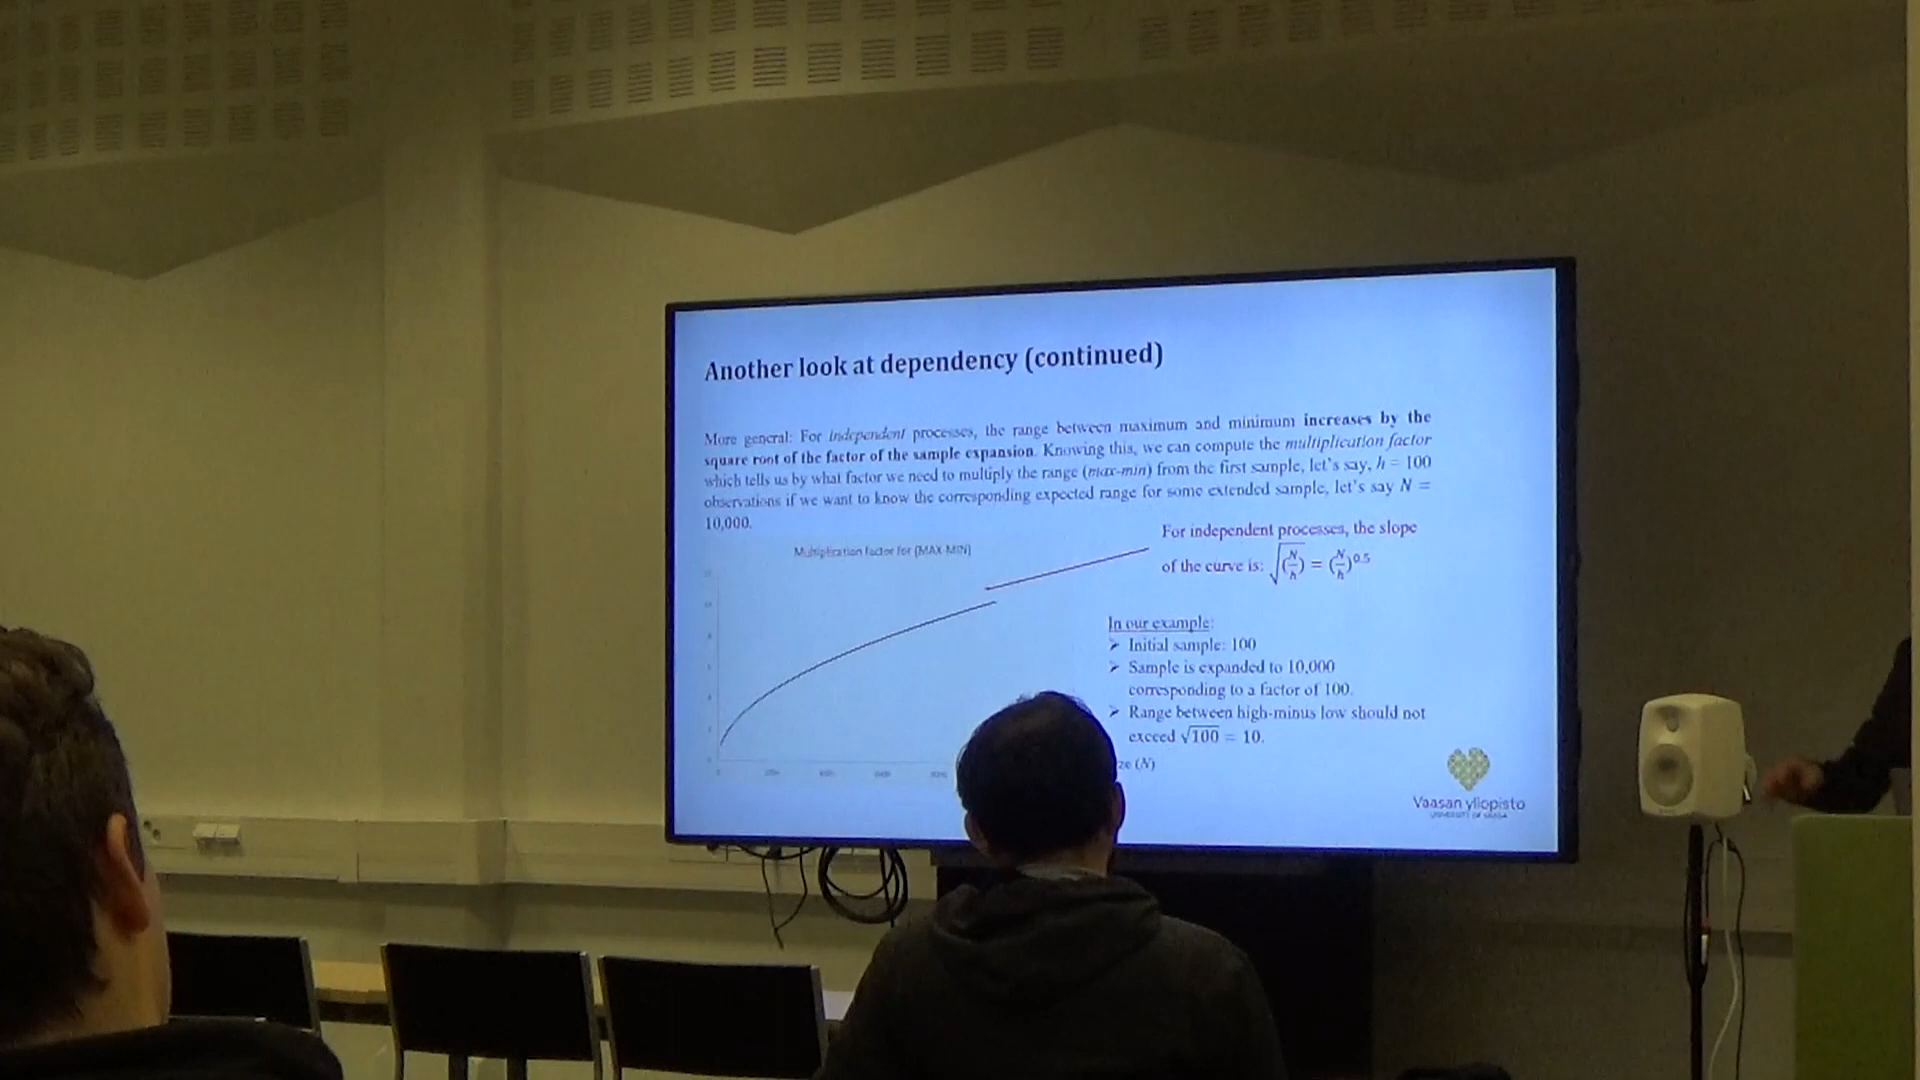 Another look at dependency (continued)
More general: For independent processes, the range between maximum and minimum increases by the
square root of the factor of the sample expansion. Knowing this, we can compute the multiplication factor
which tells us by what factor we need to multiply the range (max-min) from the first sample, let's say, h = 100
observations if we want to know the corresponding expected range for some extended sample, let's say N =
10,000.
Multiplication factor for (MAX-MIN)
For independent processes, the slope
of the curve is: √(N/h) = (N/h)^0.5
In our example:
➢ Initial sample: 100
➢ Sample is expanded to 10,000
corresponding to a factor of 100.
➢ Range between high-minus low should not
exceed √100 = 10.
ze (N)
Vaasan yliopisto
UNIVERSITY OF VAASA